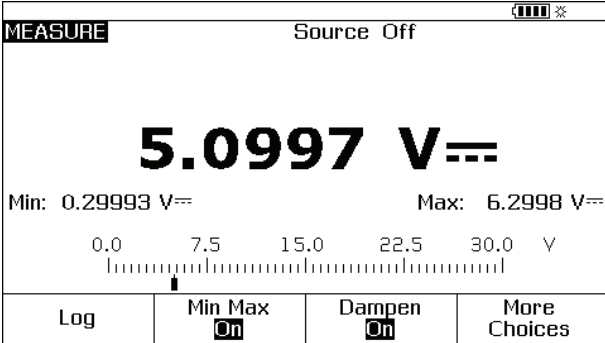 MEASURE Source Off
5.0997 V⎓
Min: 0.29993 V⎓ Max: 6.2998 V⎓
0.0 7.5 15.0 22.5 30.0 V
Log Min Max On Dampen On More Choices